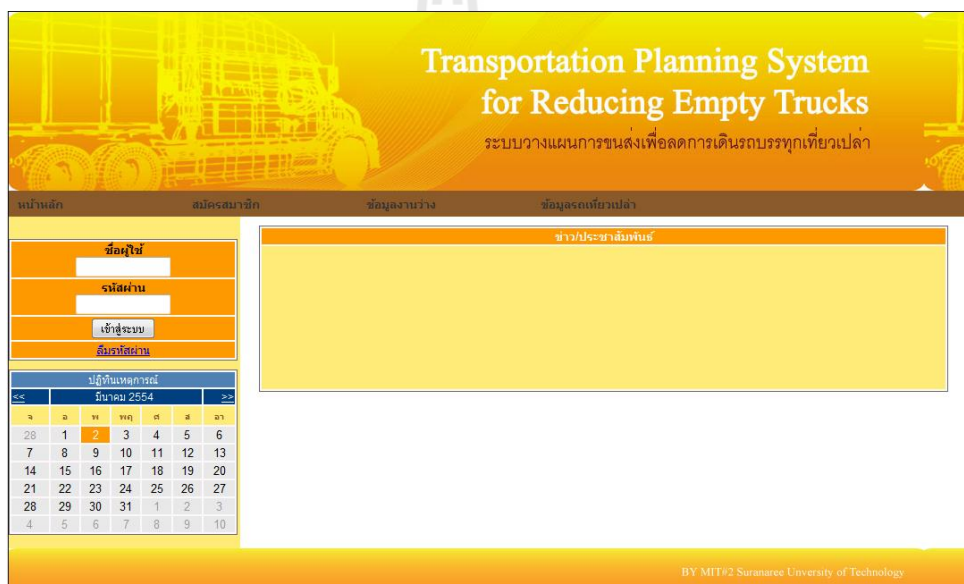 Transportation Planning System
for Reducing Empty Trucks
ระบบวางแผนการขนส่งเพื่อลดการเดินรถบรรทุกเที่ยวเปล่า
หน้าหลัก สมัครสมาชิก ข้อมูลงานว่าง ข้อมูลรถเที่ยวเปล่า
ชื่อผู้ใช้
รหัสผ่าน
เข้าสู่ระบบ
ลืมรหัสผ่าน
ปฏิทินเหตุการณ์
<< มีนาคม 2554 >>
จ อ พ พฤ ศ ส อา
28 1 2 3 4 5 6
7 8 9 10 11 12 13
14 15 16 17 18 19 20
21 22 23 24 25 26 27
28 29 30 31 1 2 3
4 5 6 7 8 9 10
ข่าว/ประชาสัมพันธ์
BY MIT#2 Suranaree Unversity of Technology